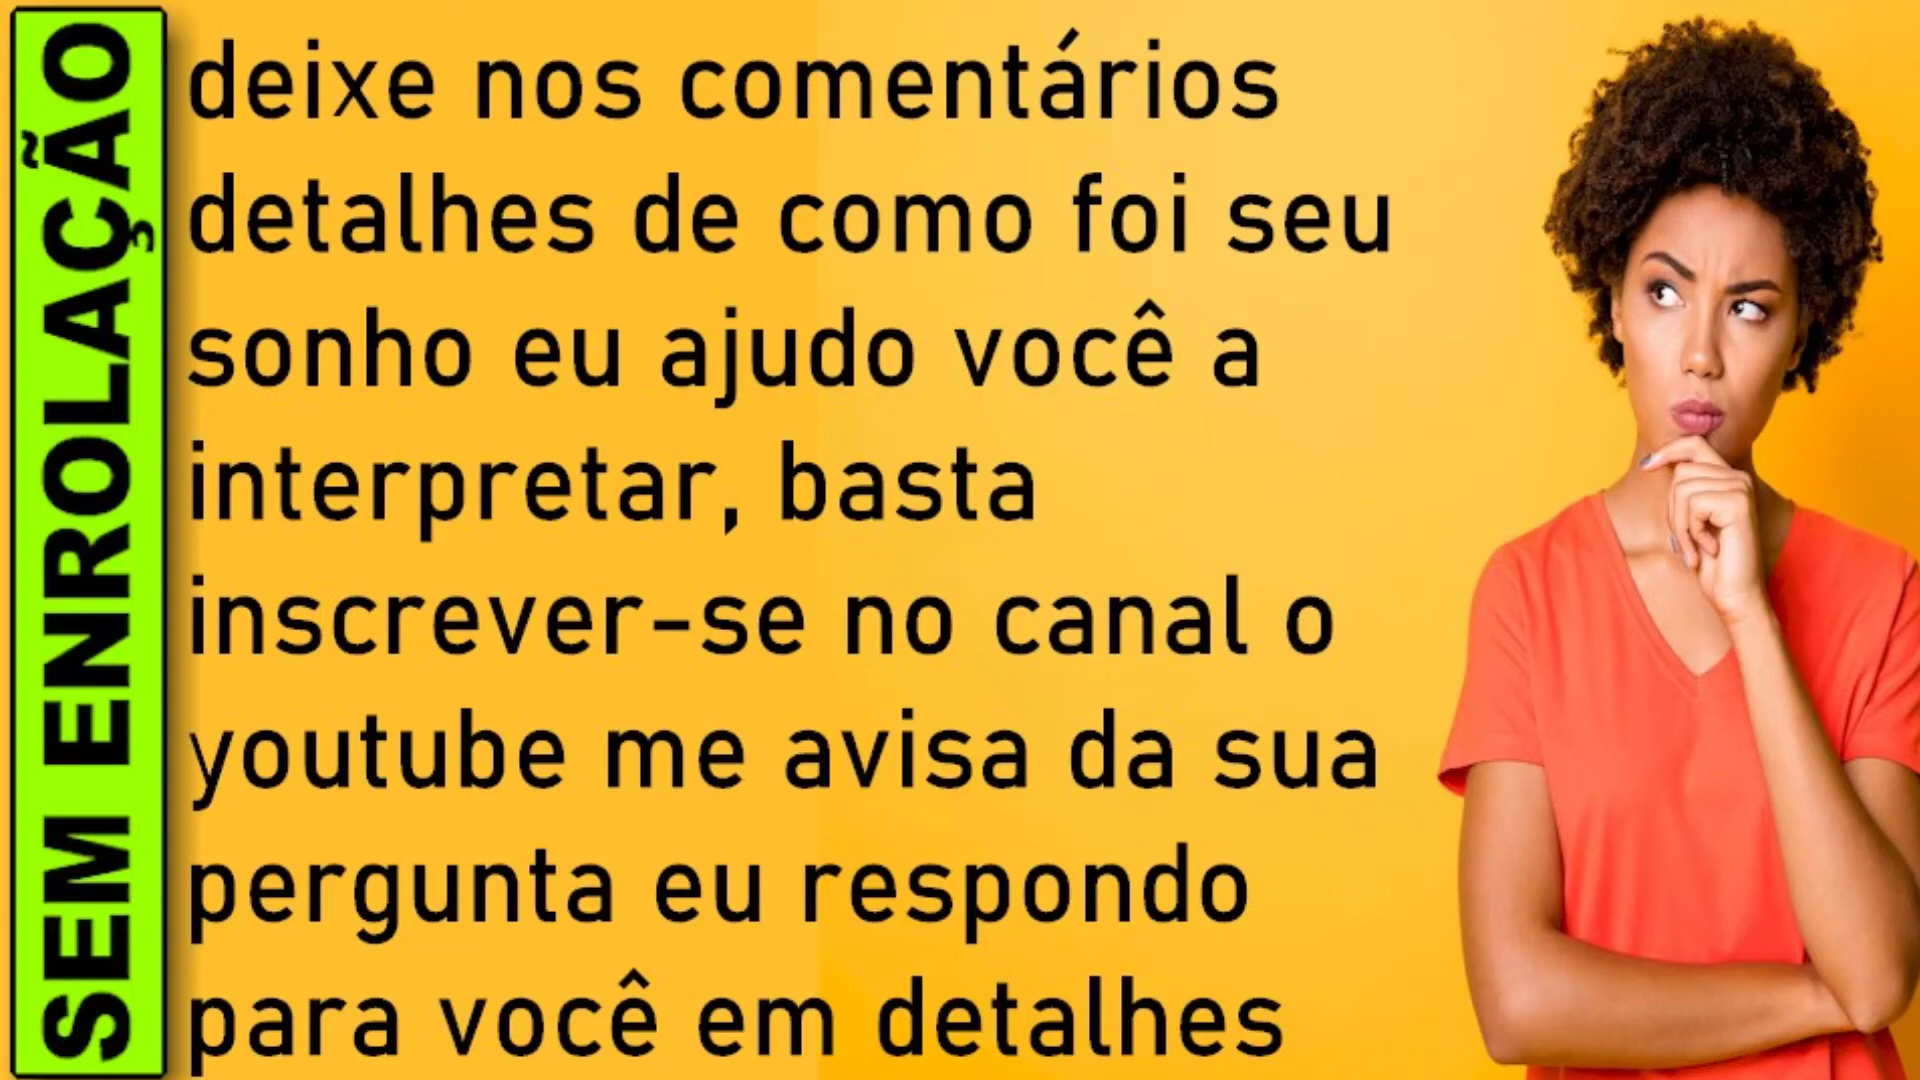 SEM ENROLAÇÃO
deixe nos comentários
detalhes de como foi seu
sonho eu ajudo você a
interpretar, basta
inscrever-se no canal o
youtube me avisa da sua
pergunta eu respondo
para você em detalhes